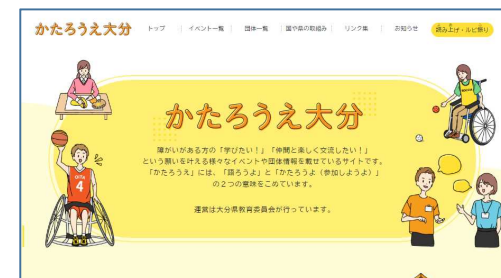 かたろうえ大分
トップ
イベント一覧
団体一覧
国や県の取組み
リンク集
お知らせ
読み上げ・ルビ振り
かたろうえ大分
障がいがある方の「学びたい！」「仲間と楽しく交流したい！」
という願いを叶える様々なイベントや団体情報を載せているサイトです。
「かたろうえ」には、「語ろうよ」と「かたろうよ（参加しようよ）」
の２つの意味をこめています。
運営は大分県教育委員会が行っています。
OITA
4